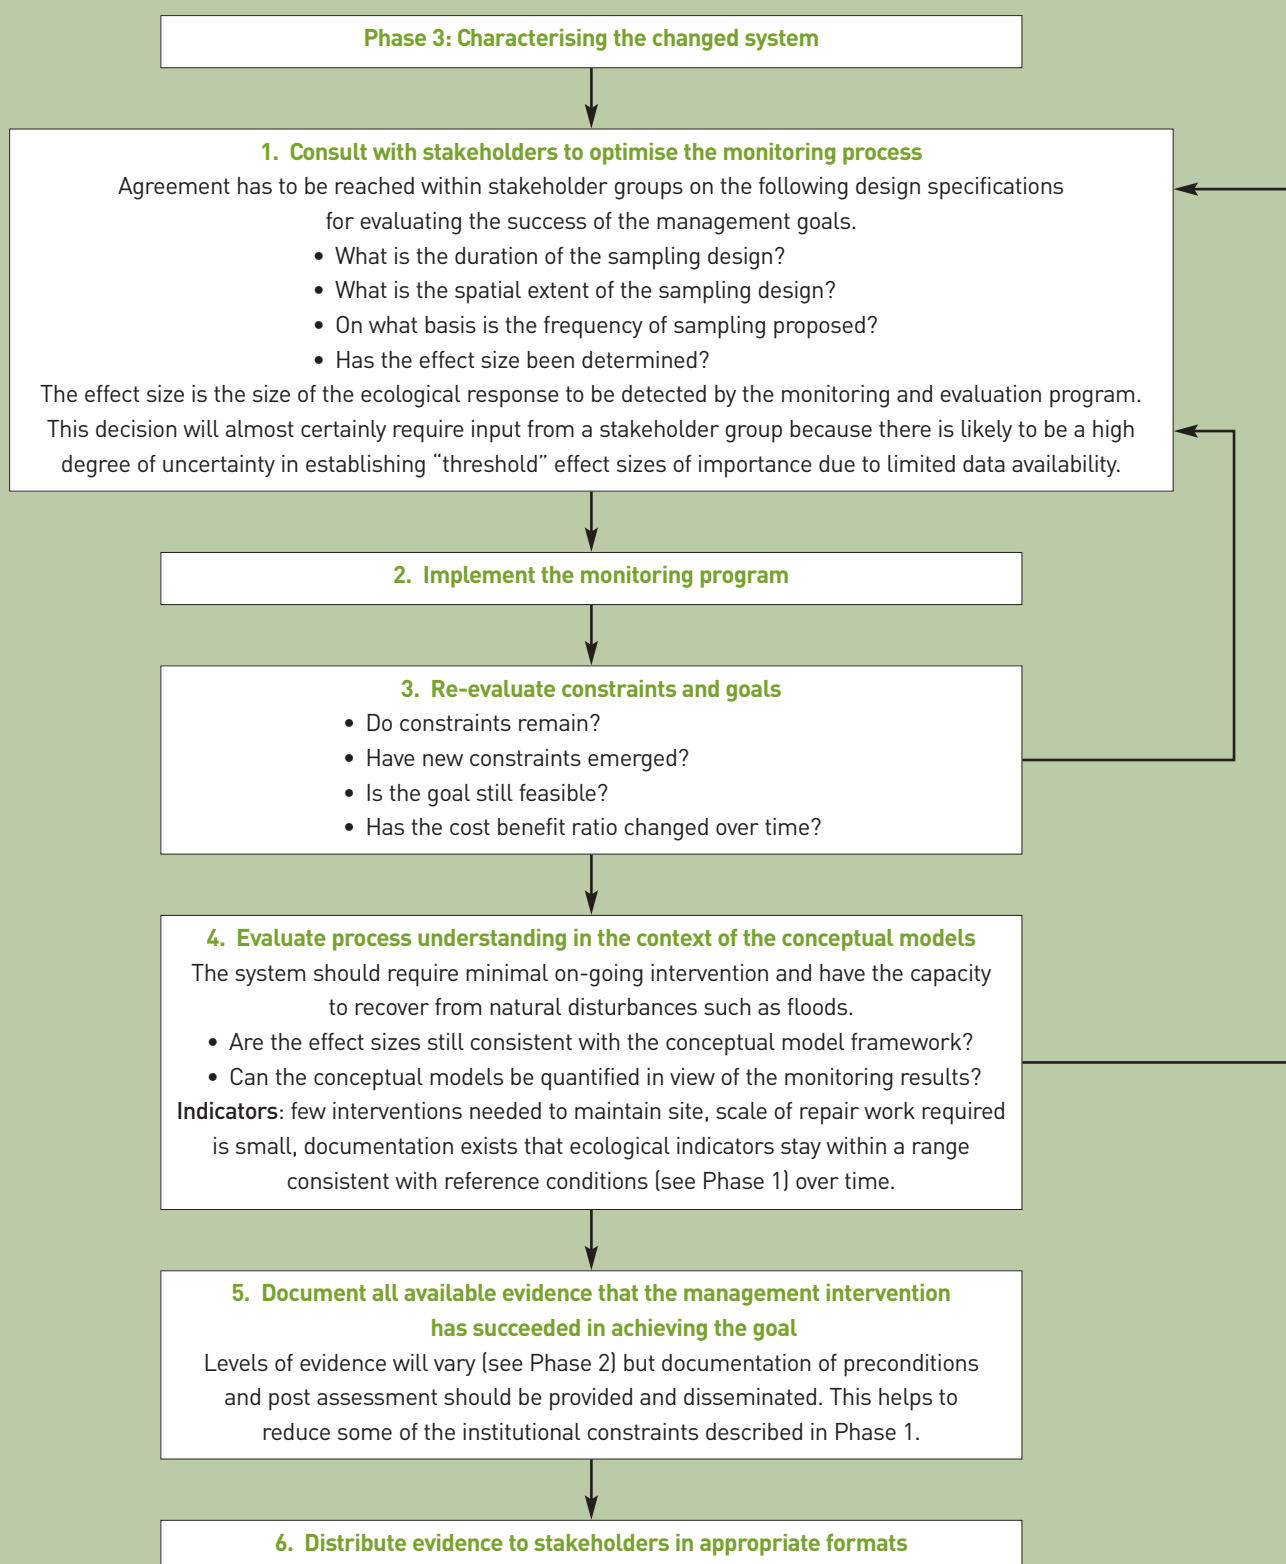 Phase 3: Characterising the changed system
1. Consult with stakeholders to optimise the monitoring process
Agreement has to be reached within stakeholder groups on the following design specifications
for evaluating the success of the management goals.
• What is the duration of the sampling design?
• What is the spatial extent of the sampling design?
• On what basis is the frequency of sampling proposed?
• Has the effect size been determined?
The effect size is the size of the ecological response to be detected by the monitoring and evaluation program.
This decision will almost certainly require input from a stakeholder group because there is likely to be a high
degree of uncertainty in establishing “threshold” effect sizes of importance due to limited data availability.
2. Implement the monitoring program
3. Re-evaluate constraints and goals
• Do constraints remain?
• Have new constraints emerged?
• Is the goal still feasible?
• Has the cost benefit ratio changed over time?
4. Evaluate process understanding in the context of the conceptual models
The system should require minimal on-going intervention and have the capacity
to recover from natural disturbances such as floods.
• Are the effect sizes still consistent with the conceptual model framework?
• Can the conceptual models be quantified in view of the monitoring results?
Indicators: few interventions needed to maintain site, scale of repair work required
is small, documentation exists that ecological indicators stay within a range
consistent with reference conditions (see Phase 1) over time.
5. Document all available evidence that the management intervention
has succeeded in achieving the goal
Levels of evidence will vary (see Phase 2) but documentation of preconditions
and post assessment should be provided and disseminated. This helps to
reduce some of the institutional constraints described in Phase 1.
6. Distribute evidence to stakeholders in appropriate formats